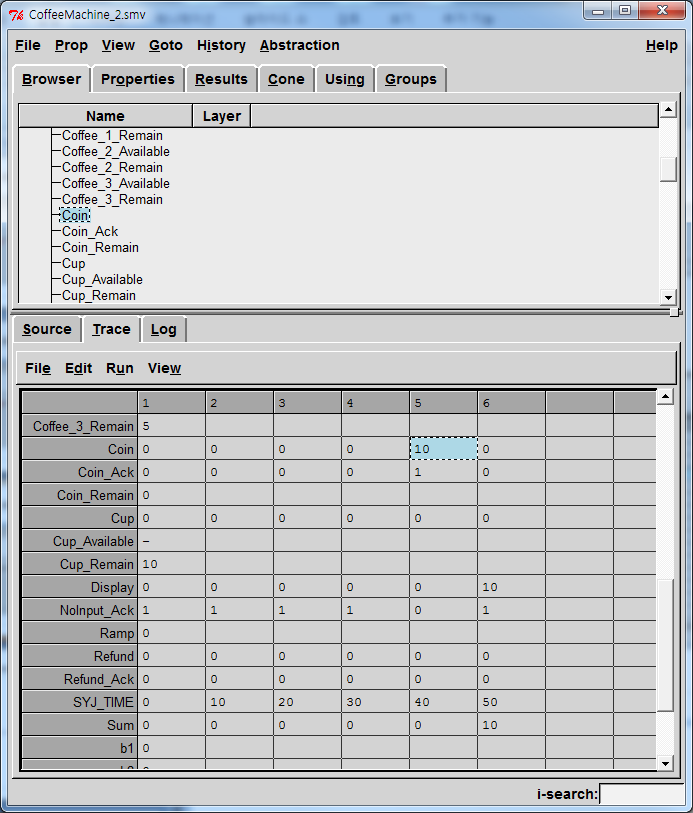 CoffeeMachine_2.smv
File Prop View Goto History Abstraction Help
Browser Properties Results Cone Using Groups
Name Layer
Coffee_1_Remain
Coffee_2_Available
Coffee_2_Remain
Coffee_3_Available
Coffee_3_Remain
Coin
Coin_Ack
Coin_Remain
Cup
Cup_Available
Cup_Remain
Source Trace Log
File Edit Run View
1 2 3 4 5 6
Coffee_3_Remain 5
Coin 0 0 0 0 10 0
Coin_Ack 0 0 0 0 1 0
Coin_Remain 0
Cup 0 0 0 0 0 0
Cup_Available –
Cup_Remain 10
Display 0 0 0 0 0 10
NoInput_Ack 1 1 1 1 0 1
Ramp 0
Refund 0 0 0 0 0 0
Refund_Ack 0 0 0 0 0 0
SYJ_TIME 0 10 20 30 40 50
Sum 0 0 0 0 0 10
b1 0
i-search: